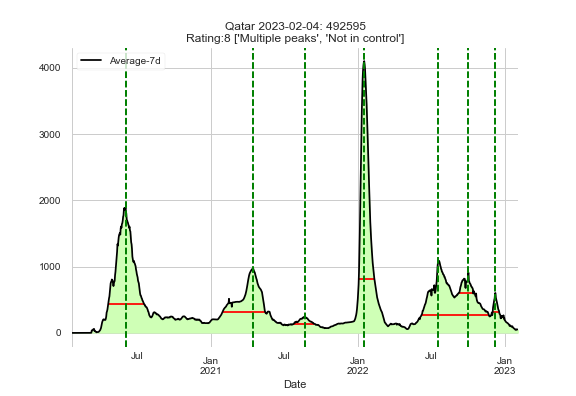 Qatar 2023-02-04: 492595
Rating:8 ['Multiple peaks', 'Not in control']
Average-7d
4000
3000
2000
1000
0
Jul
Jan
2021
Jul
Jan
2022
Jul
Jan
2023
Date